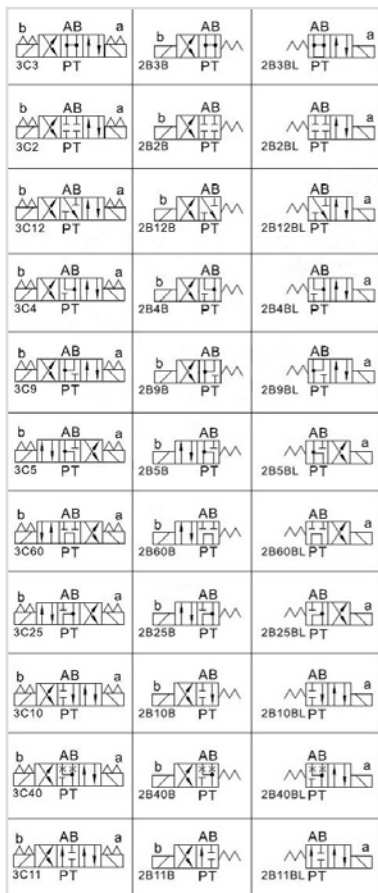 b AB a
3C3 PT
b AB
2B3B PT
AB a
2B3BL PT
b AB a
3C2 PT
b AB
2B2B PT
AB a
2B2BL PT
b AB a
3C12 PT
b AB
2B12B PT
AB a
2B12BL PT
b AB a
3C4 PT
b AB
2B4B PT
AB a
2B4BL PT
b AB a
3C9 PT
b AB
2B9B PT
AB a
2B9BL PT
b AB a
3C5 PT
b AB
2B5B PT
AB a
2B5BL PT
b AB a
3C60 PT
b AB
2B60B PT
AB a
2B60BL PT
b AB a
3C25 PT
b AB
2B25B PT
AB a
2B25BL PT
b AB a
3C10 PT
b AB
2B10B PT
AB a
2B10BL PT
b AB a
3C40 PT
b AB
2B40B PT
AB a
2B40BL PT
b AB a
3C11 PT
b AB
2B11B PT
AB a
2B11BL PT